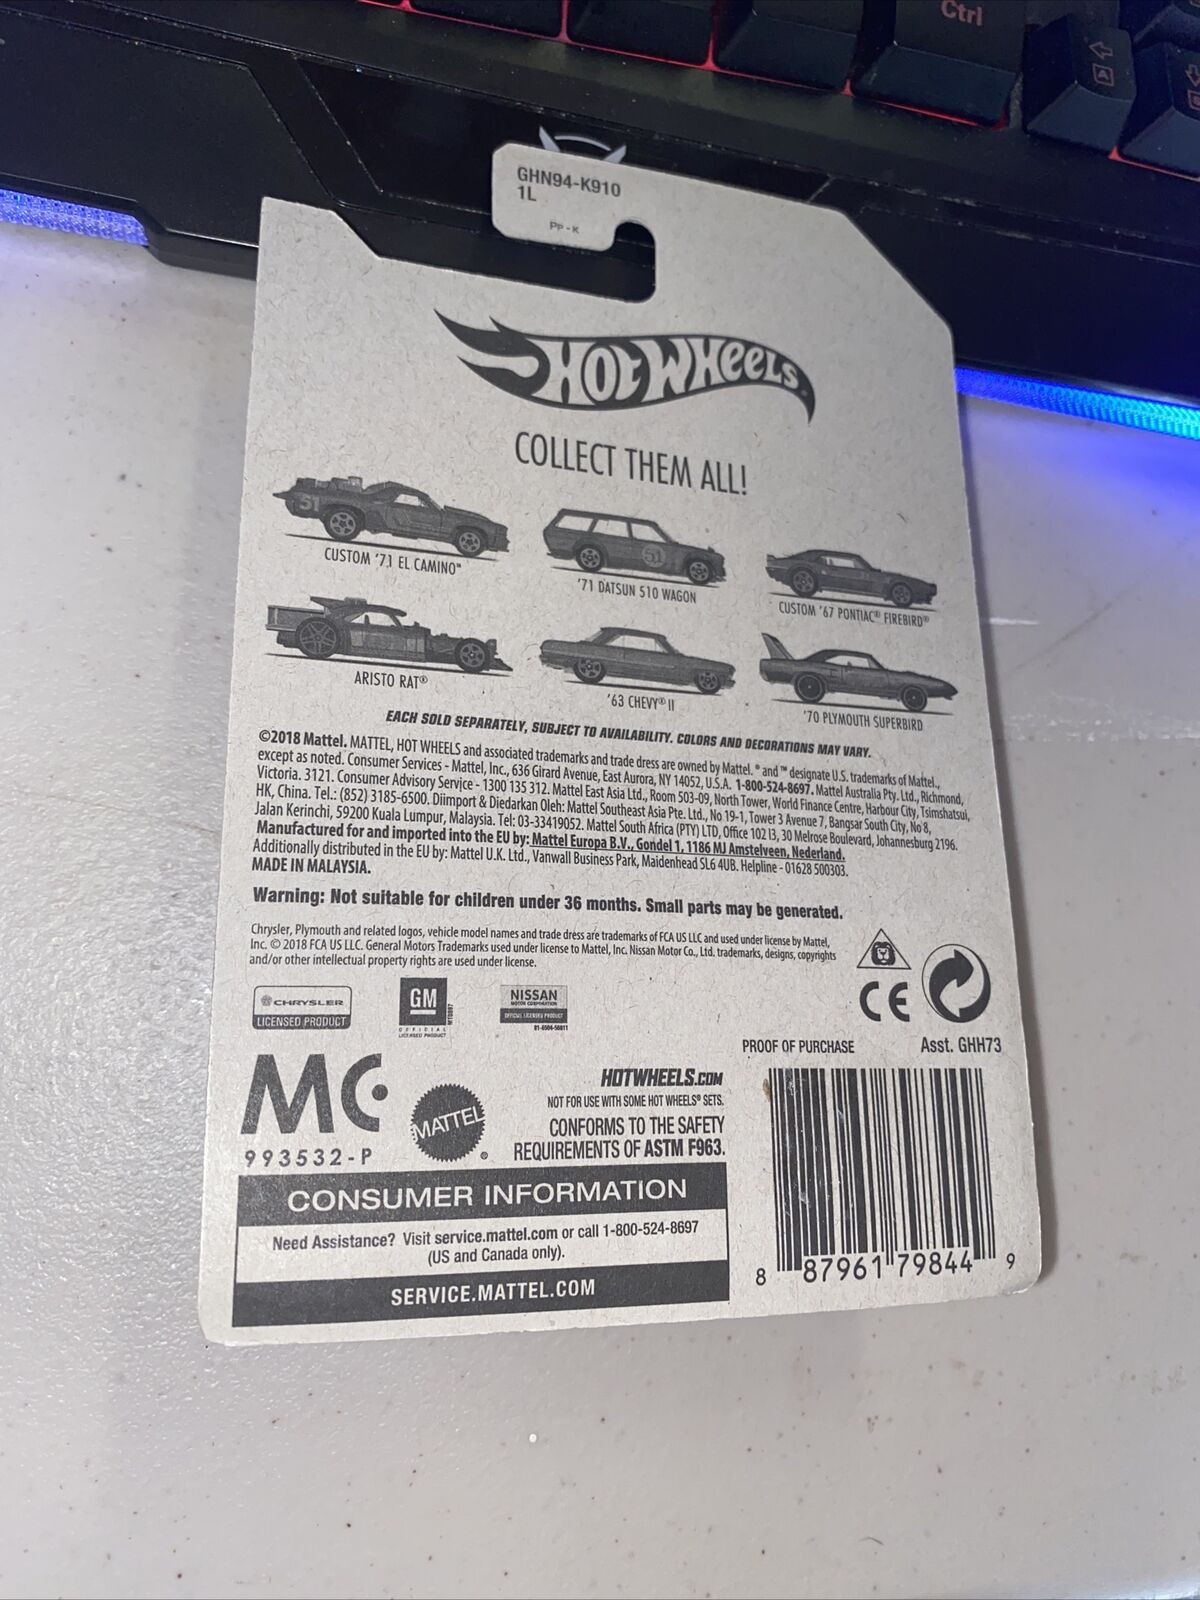 Ctrl
GHN94-K910
1L
PP-K
HOT WHEELS
COLLECT THEM ALL!
51
51
CUSTOM '71 EL CAMINO™
'71 DATSUN 510 WAGON
CUSTOM '67 PONTIAC® FIREBIRD®
ARISTO RAT®
'63 CHEVY® II
'70 PLYMOUTH SUPERBIRD
EACH SOLD SEPARATELY, SUBJECT TO AVAILABILITY. COLORS AND DECORATIONS MAY VARY.
©2018 Mattel. MATTEL, HOT WHEELS and associated trademarks and trade dress are owned by Mattel. ® and ™ designate U.S. trademarks of Mattel,
except as noted. Consumer Services - Mattel, Inc., 636 Girard Avenue, East Aurora, NY 14052, U.S.A. 1-800-524-8697. Mattel Australia Pty. Ltd., Richmond,
Victoria. 3121. Consumer Advisory Service - 1300 135 312. Mattel East Asia Ltd., Room 503-09, North Tower, World Finance Centre, Harbour City, Tsimshatsui,
HK, China. Tel.: (852) 3185-6500. Diimport & Diedarkan Oleh: Mattel Southeast Asia Pte. Ltd., No 19-1, Tower 3 Avenue 7, Bangsar South City, No 8,
Jalan Kerinchi, 59200 Kuala Lumpur, Malaysia. Tel: 03-33419052. Mattel South Africa (PTY) LTD, Office 102 I3, 30 Melrose Boulevard, Johannesburg 2196.
Manufactured for and imported into the EU by: Mattel Europa B.V., Gondel 1, 1186 MJ Amstelveen, Nederland.
Additionally distributed in the EU by: Mattel U.K. Ltd., Vanwall Business Park, Maidenhead SL6 4UB. Helpline - 01628 500303.
MADE IN MALAYSIA.
Warning: Not suitable for children under 36 months. Small parts may be generated.
Chrysler, Plymouth and related logos, vehicle model names and trade dress are trademarks of FCA US LLC and used under license by Mattel,
Inc. © 2018 FCA US LLC. General Motors Trademarks used under license to Mattel, Inc. Nissan Motor Co., Ltd. trademarks, designs, copyrights
and/or other intellectual property rights are used under license.
CE
CHRYSLER
LICENSED PRODUCT
GM
OFFICIAL
LICENSED PRODUCT
NISSAN
MOTOR CORPORATION
OFFICIAL LICENSED PRODUCT
PROOF OF PURCHASE
Asst. GHH73
MC
993532-P
MATTEL®
HOTWHEELS.COM
NOT FOR USE WITH SOME HOT WHEELS® SETS.
CONFORMS TO THE SAFETY
REQUIREMENTS OF ASTM F963.
CONSUMER INFORMATION
Need Assistance? Visit service.mattel.com or call 1-800-524-8697
(US and Canada only).
SERVICE.MATTEL.COM
8 87961 79844 9